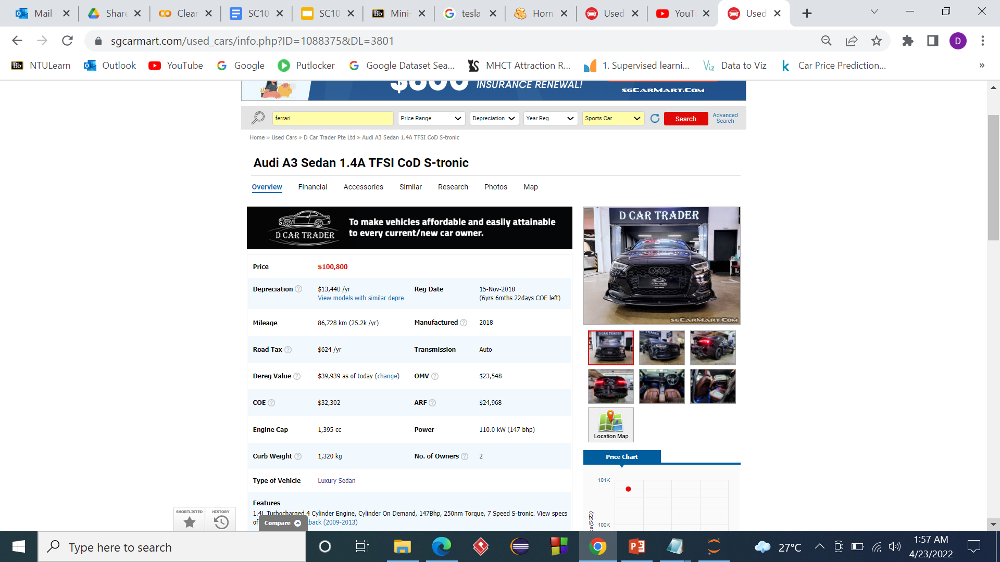 Mail
Share
Clear
SC10
SC10
Mini-
tesla
Horn
Used
YouT
Used
sgcarmart.com/used_cars/info.php?ID=1088375&DL=3801
D
NTULearn
Outlook
YouTube
Google
Putlocker
Google Dataset Sea...
MHCT Attraction R...
1. Supervised learni...
Data to Viz
Car Price Prediction...
»
$800 INSURANCE RENEWAL!
sgCarMart.Com
ferrari
Price Range
Depreciation
Year Reg
Sports Car
Search
Advanced
Search
Home » Used Cars » D Car Trader Pte Ltd » Audi A3 Sedan 1.4A TFSI CoD S-tronic
Audi A3 Sedan 1.4A TFSI CoD S-tronic
Overview
Financial
Accessories
Similar
Research
Photos
Map
D CAR TRADER
To make vehicles affordable and easily attainable
to every current/new car owner.
D CAR TRADER
sgCarMart.Com
Price $100,800
Depreciation $13,440 /yr Reg Date 15-Nov-2018
View models with similar depre (6yrs 6mths 22days COE left)
Mileage 86,728 km (25.2k /yr) Manufactured 2018
Road Tax $624 /yr Transmission Auto
Dereg Value $39,939 as of today (change) OMV $23,548
COE $32,302 ARF $24,968
Engine Cap 1,395 cc Power 110.0 kW (147 bhp)
Curb Weight 1,320 kg No. of Owners 2
Type of Vehicle Luxury Sedan
Features
1.4L Turbocharged 4 Cylinder Engine, Cylinder On Demand, 147Bhp, 250nm Torque, 7 Speed S-tronic. View specs
of
back (2009-2013)
Location Map
Price Chart
101K
100K
(SGD)
SHORTLISTED
HISTORY
Compare
Type here to search
27°C
1:57 AM
4/23/2022